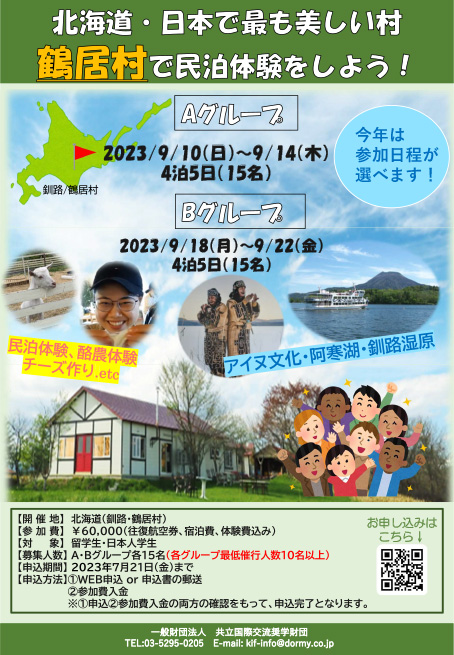 北海道・日本で最も美しい村
鶴居村で民泊体験をしよう！
Aグループ
2023/9/10(日)～9/14(木)
4泊5日(15名)
今年は
参加日程が
選べます！
釧路/鶴居村
Bグループ
2023/9/18(月)～9/22(金)
4泊5日(15名)
民泊体験、酪農体験
チーズ作り.etc
アイヌ文化・阿寒湖・釧路湿原
【開 催 地】 北海道(釧路・鶴居村)
【参 加 費】 ￥60,000(往復航空券、宿泊費、体験費込み)
【対　　象】 留学生・日本人学生
【募集人数】 A・Bグループ各15名(各グループ最低催行人数10名以上)
【申込期間】 2023年7月21日(金)まで
【申込方法】 ①WEB申込 or 申込書の郵送
②参加費入金
※①申込②参加費入金の両方の確認をもって、申込完了となります。
お申し込みは
こちら↓
一般財団法人　共立国際交流奨学財団
TEL:03-5295-0205　E-mail: klf-info@dormy.co.jp